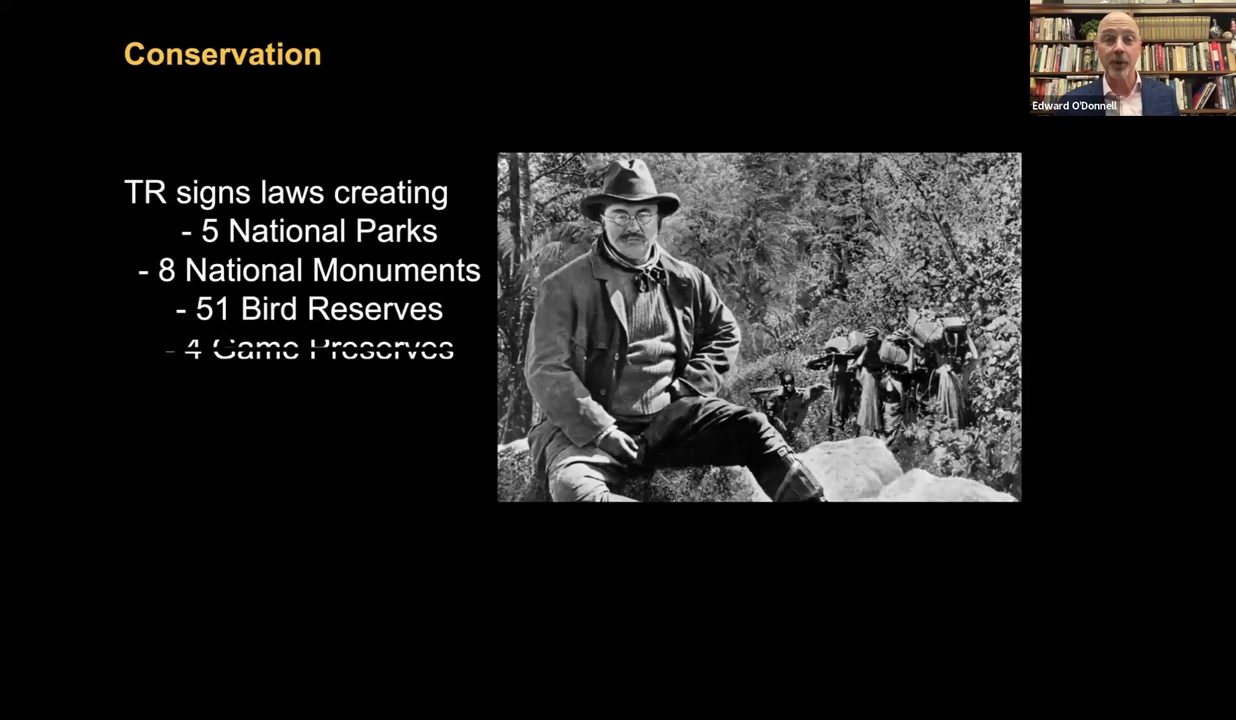 Conservation
Edward O'Donnell
TR signs laws creating
- 5 National Parks
- 8 National Monuments
- 51 Bird Reserves
- 4 Game Preserves